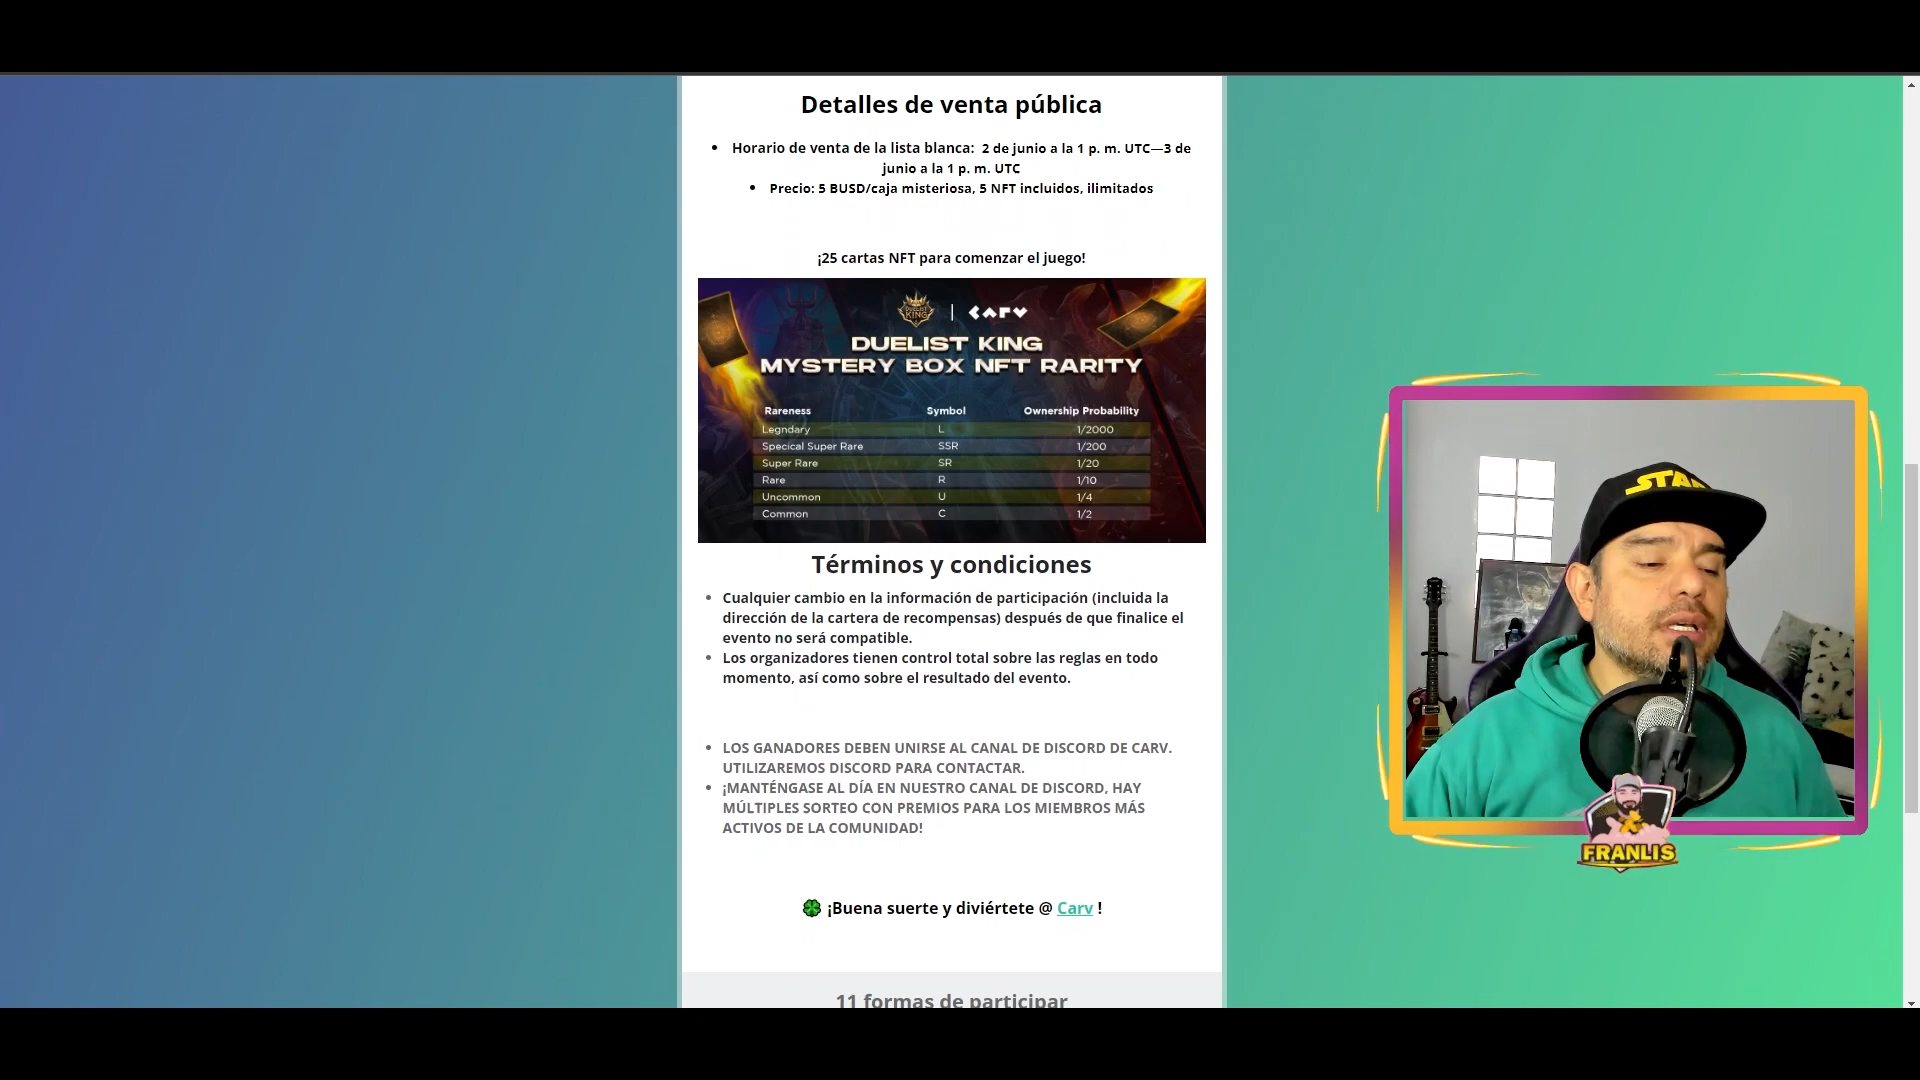 Detalles de venta pública
• Horario de venta de la lista blanca: 2 de junio a la 1 p. m. UTC—3 de
junio a la 1 p. m. UTC
• Precio: 5 BUSD/caja misteriosa, 5 NFT incluidos, ilimitados
¡25 cartas NFT para comenzar el juego!
DUELIST KING | CARV
DUELIST KING
MYSTERY BOX NFT RARITY
Rareness Symbol Ownership Probability
Legndary L 1/2000
Specical Super Rare SSR 1/200
Super Rare SR 1/20
Rare R 1/10
Uncommon U 1/4
Common C 1/2
Términos y condiciones
• Cualquier cambio en la información de participación (incluida la
dirección de la cartera de recompensas) después de que finalice el
evento no será compatible.
• Los organizadores tienen control total sobre las reglas en todo
momento, así como sobre el resultado del evento.
• LOS GANADORES DEBEN UNIRSE AL CANAL DE DISCORD DE CARV.
UTILIZAREMOS DISCORD PARA CONTACTAR.
• ¡MANTÉNGASE AL DÍA EN NUESTRO CANAL DE DISCORD, HAY
MÚLTIPLES SORTEO CON PREMIOS PARA LOS MIEMBROS MÁS
ACTIVOS DE LA COMUNIDAD!
🍀 ¡Buena suerte y diviértete @ Carv !
11 formas de participar
STA
FRANLIS